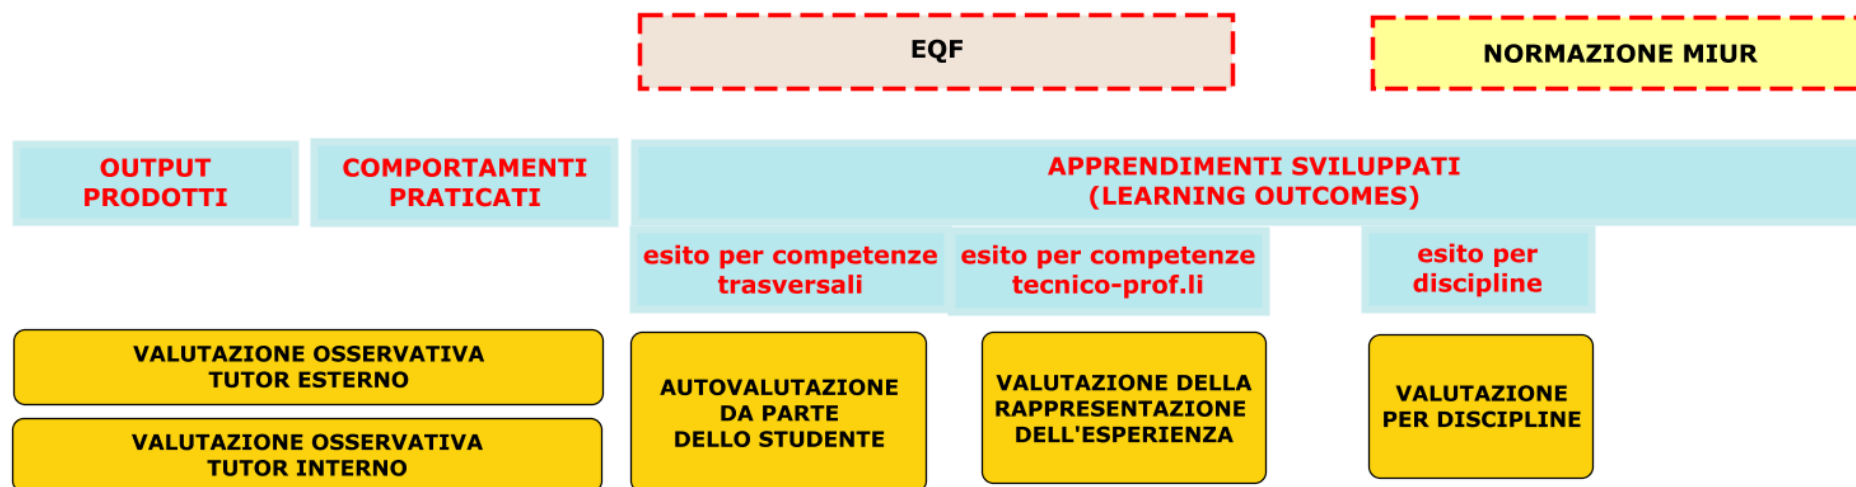 EQF
NORMAZIONE MIUR
OUTPUT
PRODOTTI
COMPORTAMENTI
PRATICATI
APPRENDIMENTI SVILUPPATI
(LEARNING OUTCOMES)
esito per competenze
trasversali
esito per competenze
tecnico-prof.li
esito per
discipline
VALUTAZIONE OSSERVATIVA
TUTOR ESTERNO
VALUTAZIONE OSSERVATIVA
TUTOR INTERNO
AUTOVALUTAZIONE
DA PARTE
DELLO STUDENTE
VALUTAZIONE DELLA
RAPPRESENTAZIONE
DELL'ESPERIENZA
VALUTAZIONE
PER DISCIPLINE